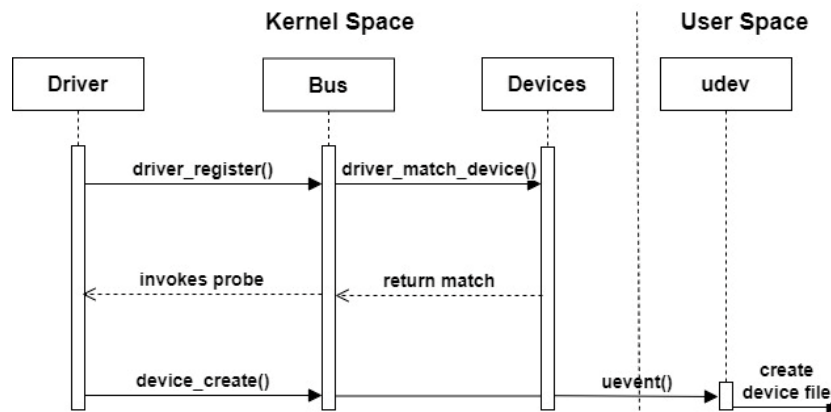 Kernel Space
User Space
Driver
Bus
Devices
udev
driver_register()
driver_match_device()
invokes probe
return match
device_create()
uevent()
create
device file